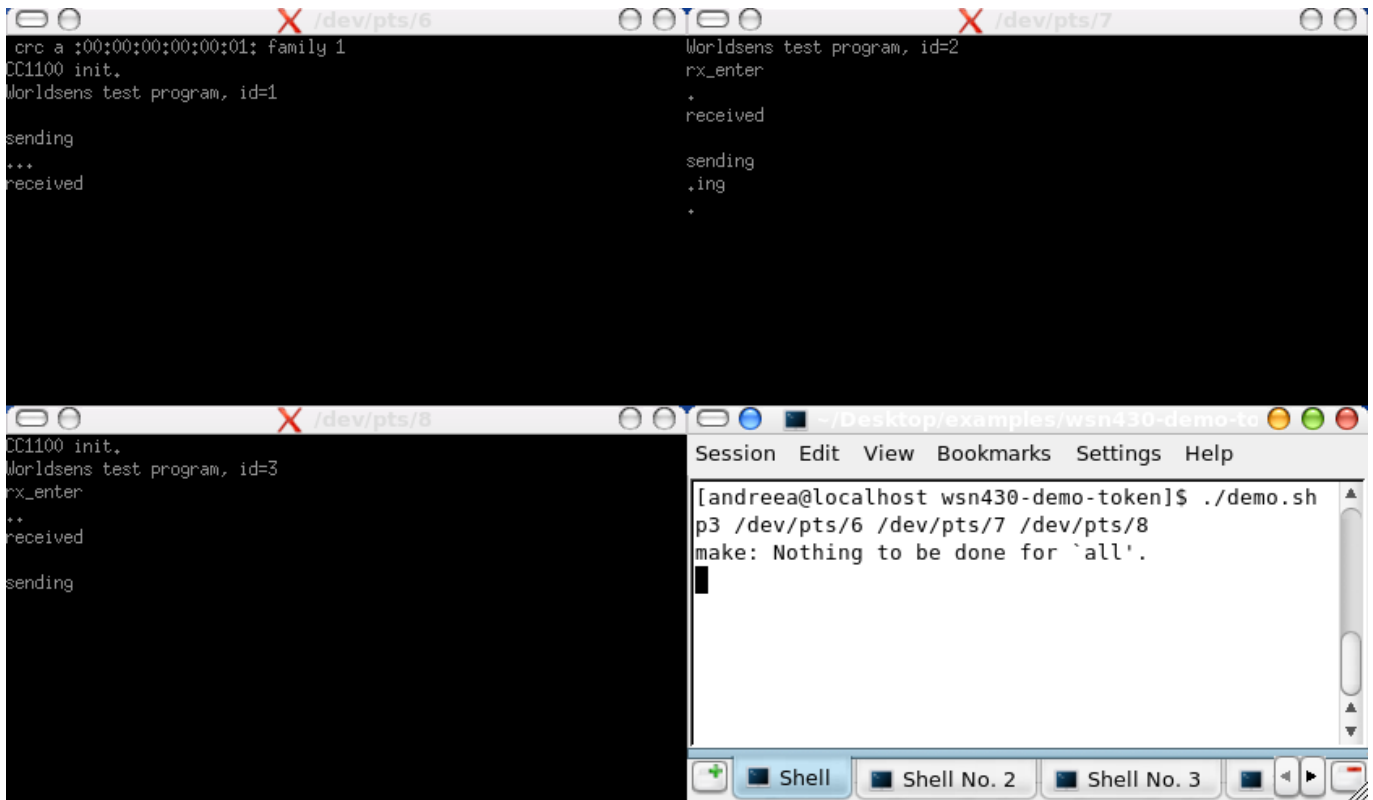 /dev/pts/6
crc a :00:00:00:00:00:01: family 1
CC1100 init.
Worldsens test program, id=1
sending
...
received
/dev/pts/7
Worldsens test program, id=2
rx_enter
.
received
sending
.ing
.
/dev/pts/8
CC1100 init.
Worldsens test program, id=3
rx_enter
..
received
sending
~/Desktop/examples/wsn430-demo-to
Session Edit View Bookmarks Settings Help
[andreea@localhost wsn430-demo-token]$ ./demo.sh
p3 /dev/pts/6 /dev/pts/7 /dev/pts/8
make: Nothing to be done for `all'.
Shell Shell No. 2 Shell No. 3